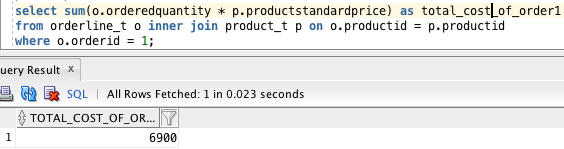 select sum(o.orderedquantity * p.productstandardprice) as total_cost_of_order1
from orderline_t o inner join product_t p on o.productid = p.productid
where o.orderid = 1;
uery Result x
SQL | All Rows Fetched: 1 in 0.023 seconds
TOTAL_COST_OF_OR...
1 6900